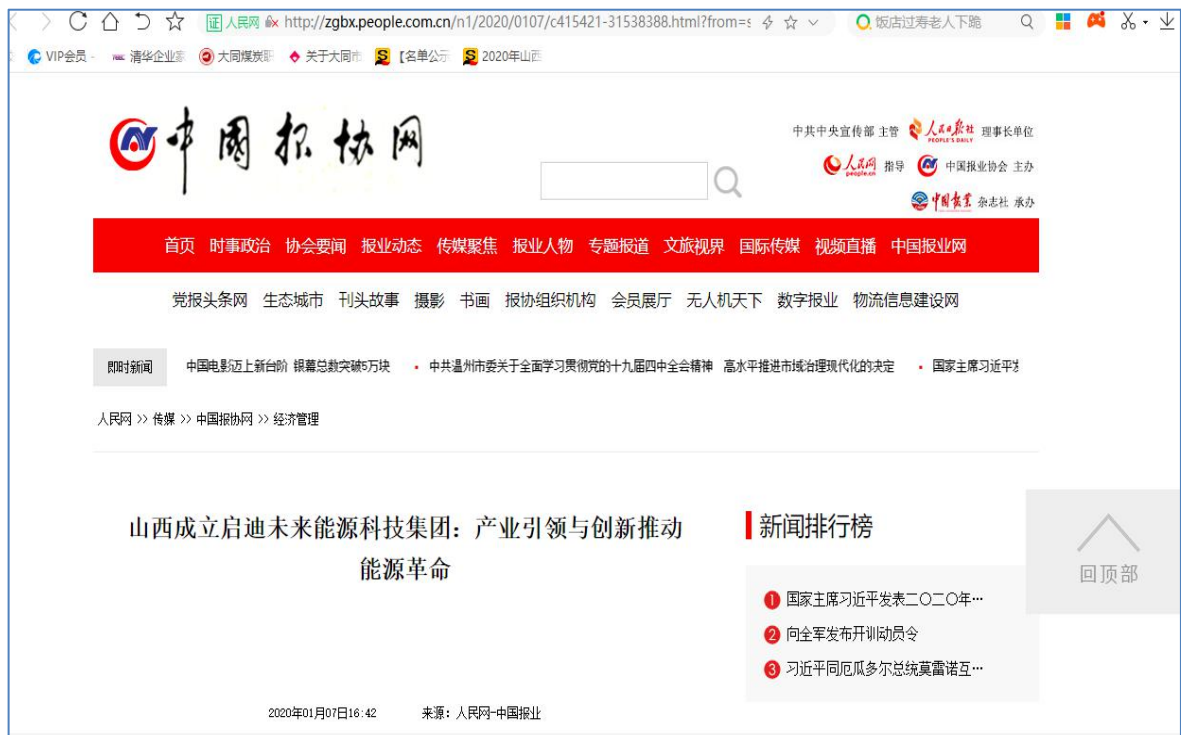 证 人民网 http://zgbx.people.com.cn/n1/2020/0107/c415421-31538388.html?from=s 饭店过寿老人下跪
VIP会员 - 清华企业家 大同煤炭职 关于大同市 【名单公示 2020年山西
中国报协网
中共中央宣传部 主管 人民日报社 PEOPLE'S DAILY 理事长单位
人民网 people.cn 指导 中国报业协会 主办
中国报业 杂志社 承办
首页 时事政治 协会要闻 报业动态 传媒聚焦 报业人物 专题报道 文旅视界 国际传媒 视频直播 中国报业网
党报头条网 生态城市 刊头故事 摄影 书画 报协组织机构 会员展厅 无人机天下 数字报业 物流信息建设网
即时新闻 中国电影迈上新台阶 银幕总数突破5万块 · 中共温州市委关于全面学习贯彻党的十九届四中全会精神 高水平推进市域治理现代化的决定 · 国家主席习近平发
人民网 >> 传媒 >> 中国报协网 >> 经济管理
山西成立启迪未来能源科技集团：产业引领与创新推动
能源革命
2020年01月07日16:42 来源：人民网-中国报业
新闻排行榜
1 国家主席习近平发表二〇二〇年…
2 向全军发布开训动员令
3 习近平同厄瓜多尔总统莫雷诺互…
回顶部